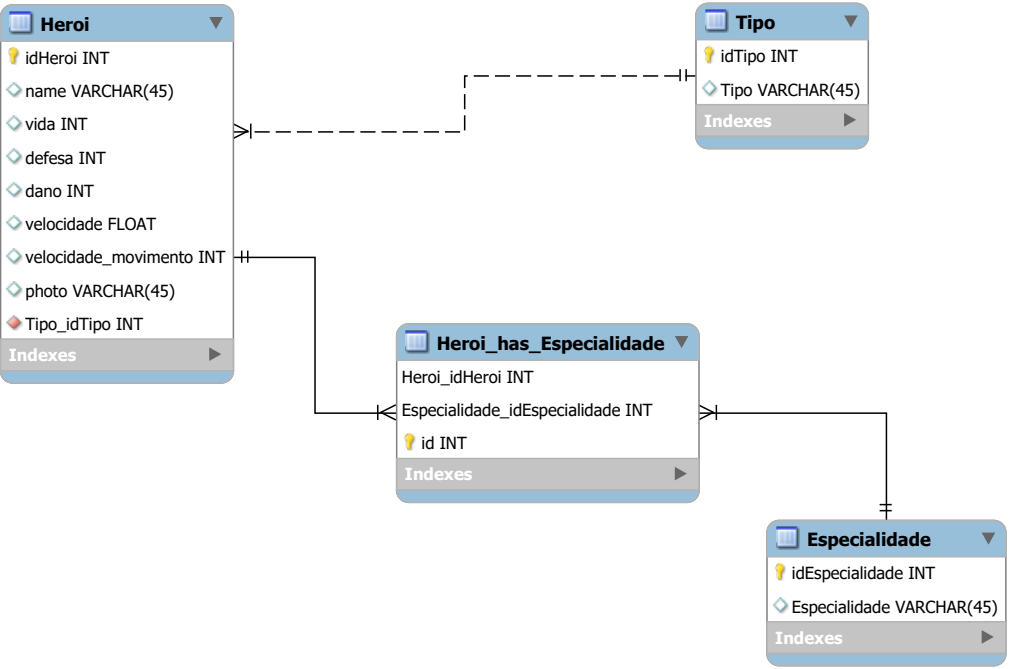 Heroi
idHeroi INT
name VARCHAR(45)
vida INT
defesa INT
dano INT
velocidade FLOAT
velocidade_movimento INT
photo VARCHAR(45)
Tipo_idTipo INT
Indexes
Tipo
idTipo INT
Tipo VARCHAR(45)
Indexes
Heroi_has_Especialidade
Heroi_idHeroi INT
Especialidade_idEspecialidade INT
id INT
Indexes
Especialidade
idEspecialidade INT
Especialidade VARCHAR(45)
Indexes